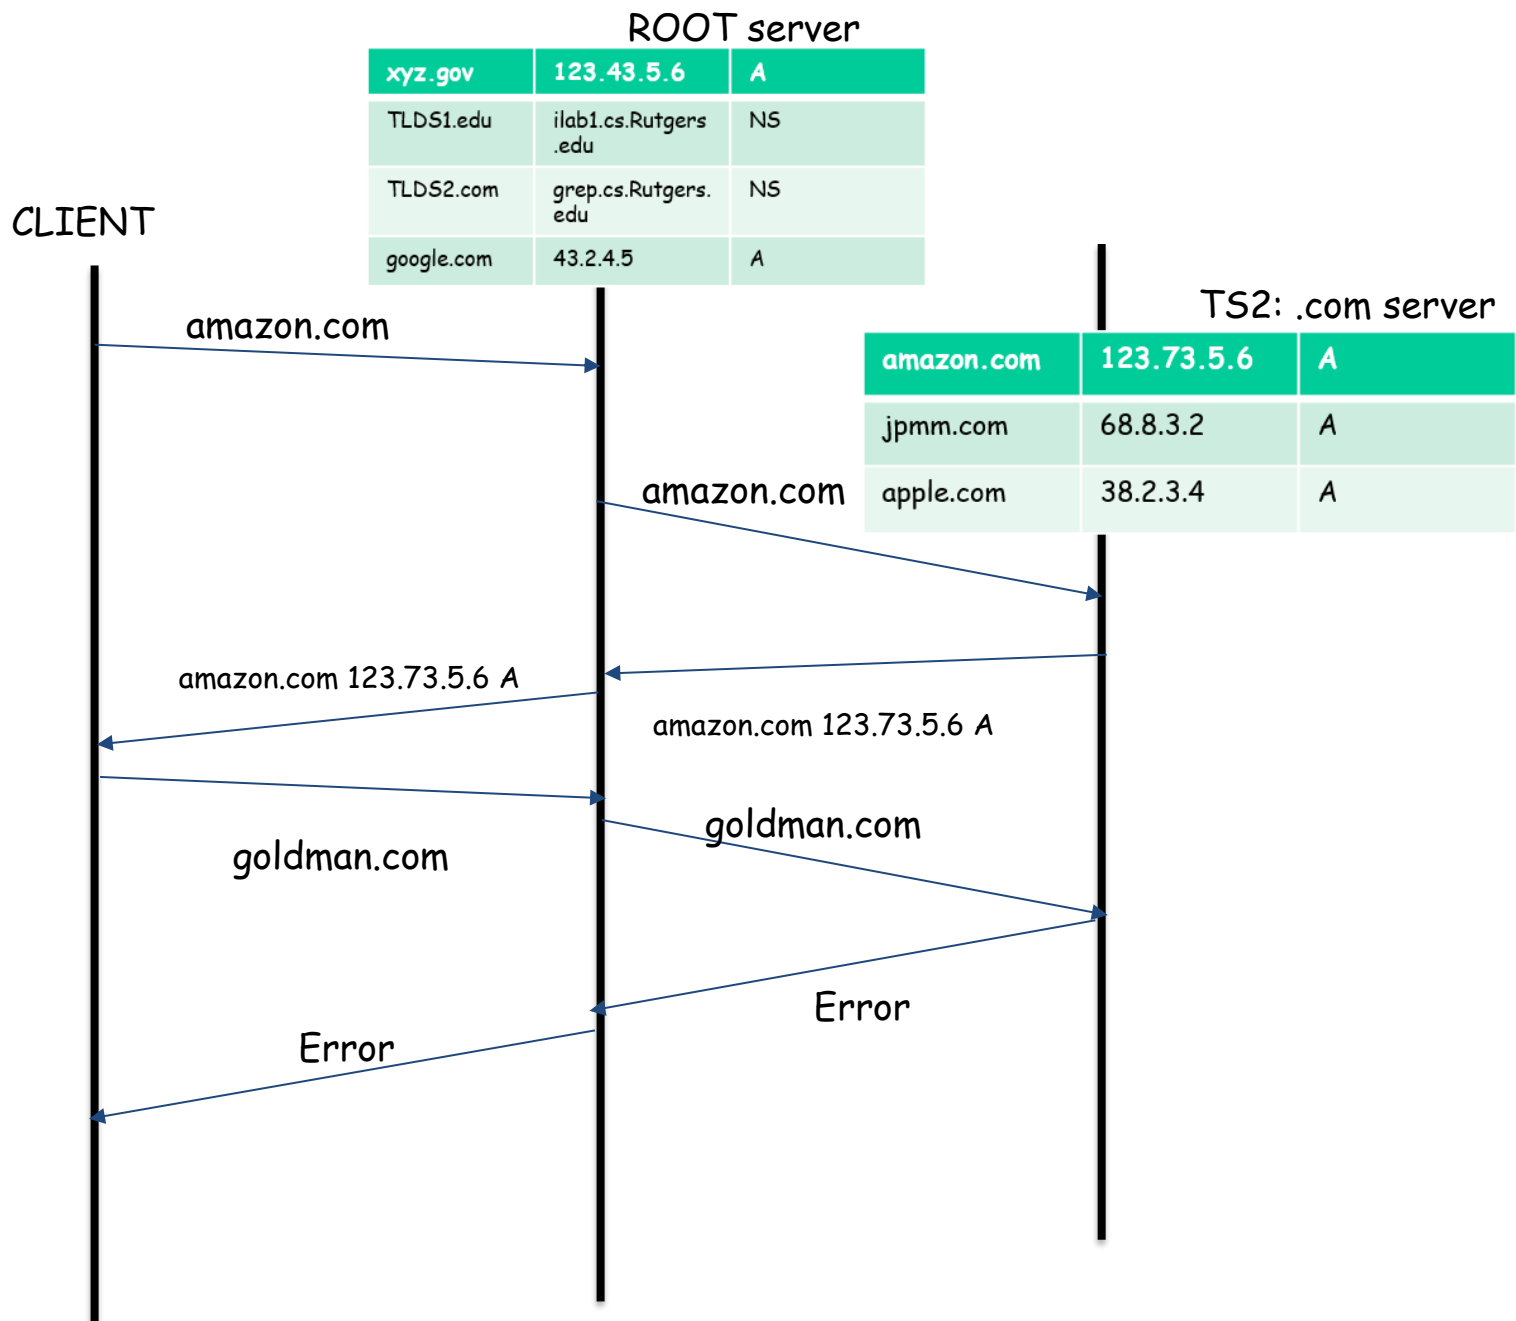 ROOT server
xyz.gov 123.43.5.6 A
TLDS1.edu ilab1.cs.Rutgers NS
.edu
TLDS2.com grep.cs.Rutgers. NS
edu
google.com 43.2.4.5 A
CLIENT
TS2: .com server
amazon.com 123.73.5.6 A
jpmm.com 68.8.3.2 A
apple.com 38.2.3.4 A
amazon.com
amazon.com
amazon.com 123.73.5.6 A
amazon.com 123.73.5.6 A
goldman.com
goldman.com
Error
Error